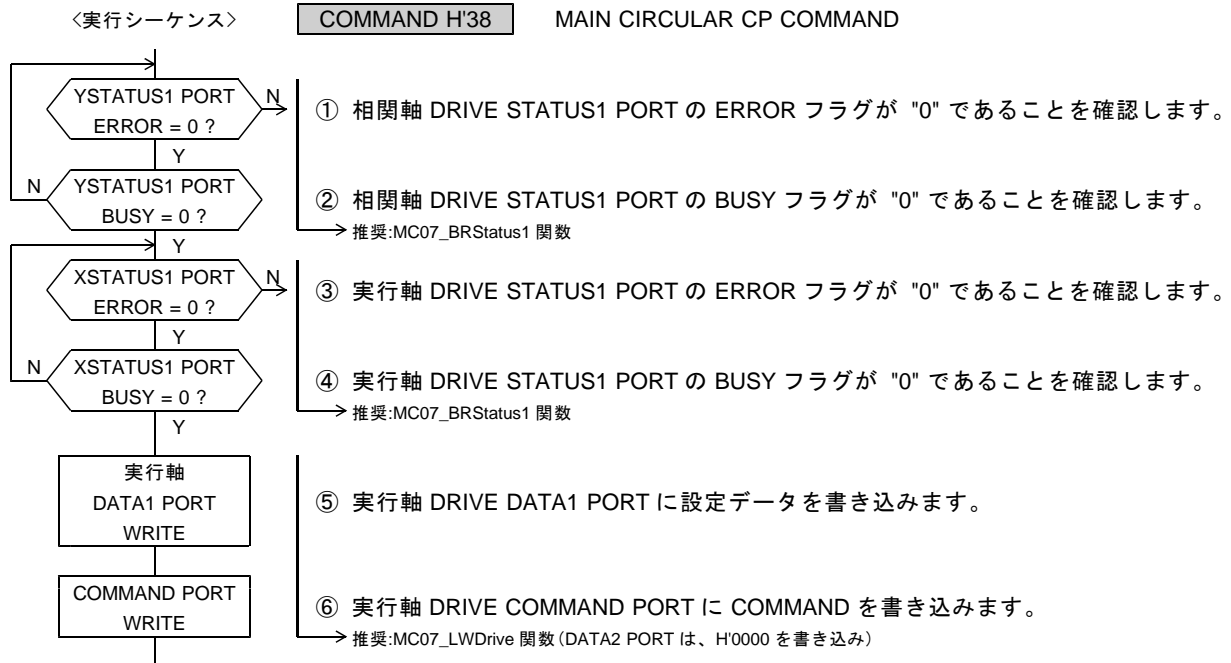 〈実行シーケンス〉 COMMAND H'38 MAIN CIRCULAR CP COMMAND
YSTATUS1 PORT
ERROR = 0 ?
N
① 相関軸 DRIVE STATUS1 PORT の ERROR フラグが "0" であることを確認します。
Y
N
YSTATUS1 PORT
BUSY = 0 ?
② 相関軸 DRIVE STATUS1 PORT の BUSY フラグが "0" であることを確認します。
推奨:MC07_BRStatus1 関数
Y
XSTATUS1 PORT
ERROR = 0 ?
N
③ 実行軸 DRIVE STATUS1 PORT の ERROR フラグが "0" であることを確認します。
Y
N
XSTATUS1 PORT
BUSY = 0 ?
④ 実行軸 DRIVE STATUS1 PORT の BUSY フラグが "0" であることを確認します。
推奨:MC07_BRStatus1 関数
Y
実行軸
DATA1 PORT
WRITE
⑤ 実行軸 DRIVE DATA1 PORT に設定データを書き込みます。
COMMAND PORT
WRITE
⑥ 実行軸 DRIVE COMMAND PORT に COMMAND を書き込みます。
推奨:MC07_LWDrive 関数(DATA2 PORT は、H'0000 を書き込み)